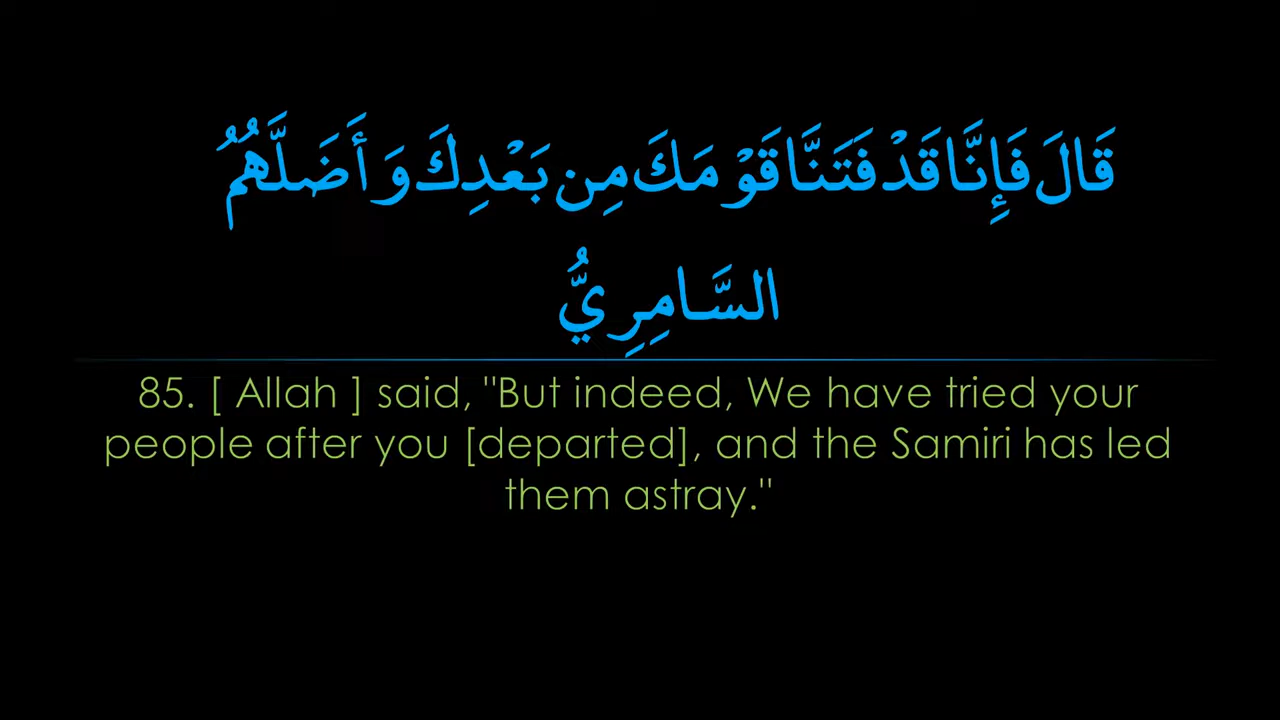 قَالَ فَإِنَّا قَدْ فَتَنَّا قَوْمَكَ مِن بَعْدِكَ وَأَضَلَّهُمُ
السَّامِرِيُّ
85. [ Allah ] said, "But indeed, We have tried your
people after you [departed], and the Samiri has led
them astray."